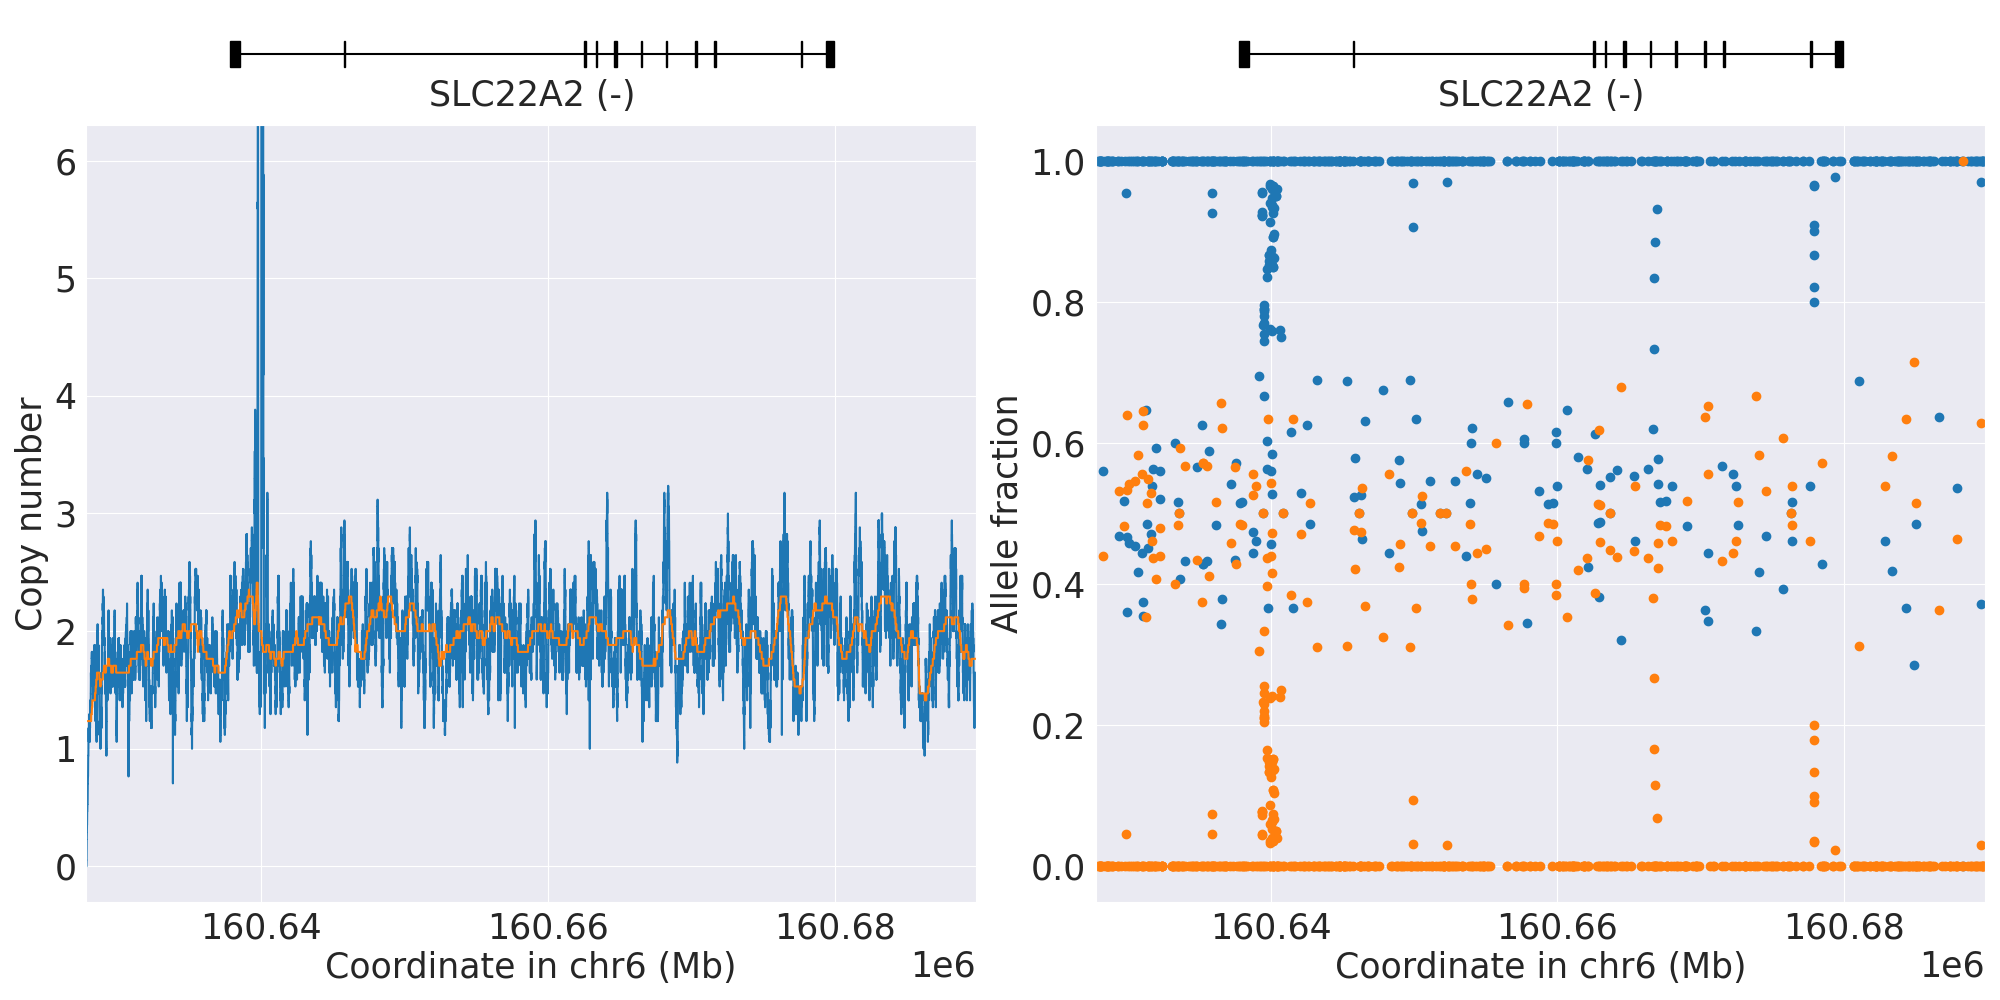 SLC22A2 (-)
SLC22A2 (-)
Copy number
6
5
4
3
2
1
0
160.64
160.66
160.68
Coordinate in chr6 (Mb)
1e6
Allele fraction
1.0
0.8
0.6
0.4
0.2
0.0
160.64
160.66
160.68
Coordinate in chr6 (Mb)
1e6